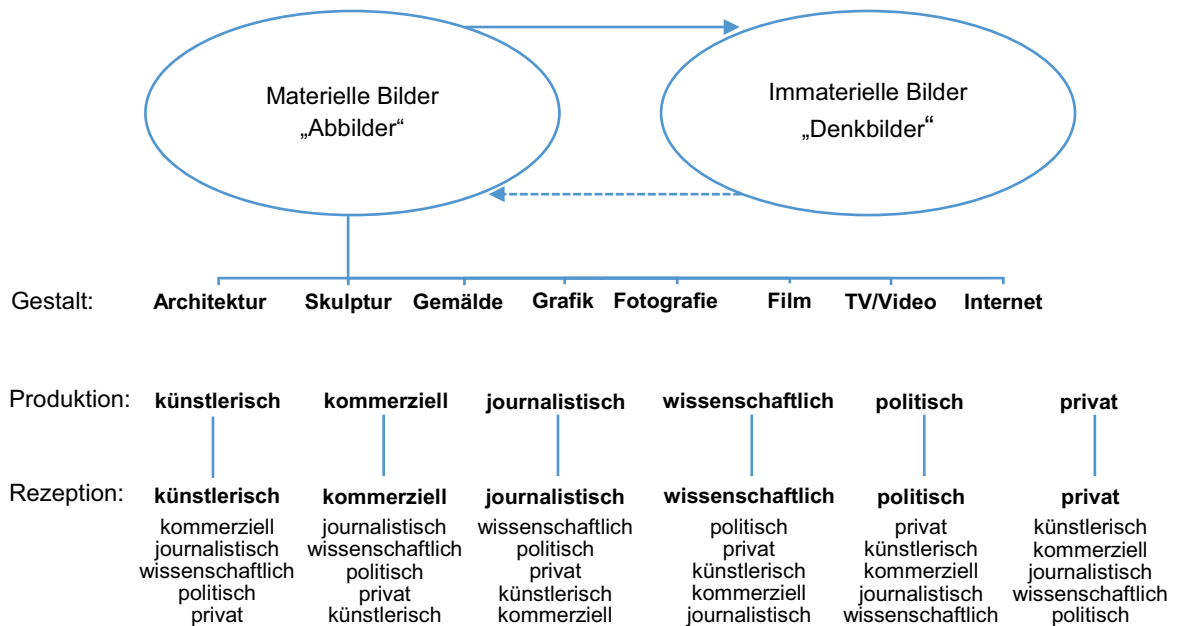 Materielle Bilder
„Abbilder“
Immaterielle Bilder
„Denkbilder“
Gestalt: Architektur Skulptur Gemälde Grafik Fotografie Film TV/Video Internet
Produktion: künstlerisch kommerziell journalistisch wissenschaftlich politisch privat
Rezeption: künstlerisch kommerziell journalistisch wissenschaftlich politisch privat
kommerziell journalistisch wissenschaftlich politisch privat künstlerisch
journalistisch wissenschaftlich politisch privat künstlerisch kommerziell
wissenschaftlich politisch privat künstlerisch kommerziell journalistisch
politisch privat künstlerisch kommerziell journalistisch wissenschaftlich
privat künstlerisch kommerziell journalistisch wissenschaftlich politisch